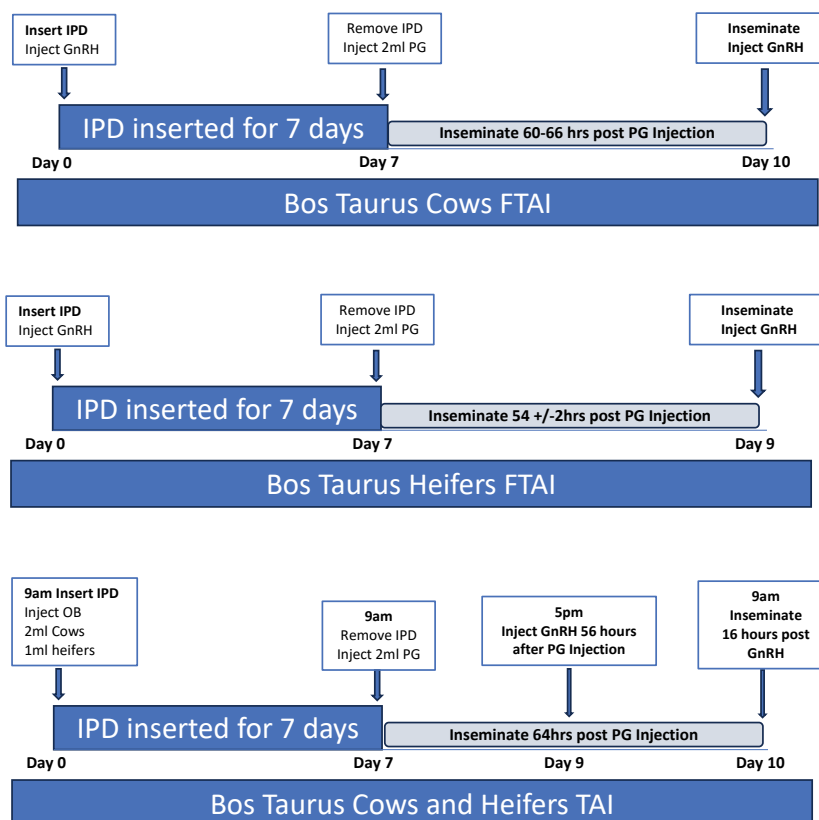 Insert IPD
Inject GnRH
Remove IPD
Inject 2ml PG
Inseminate
Inject GnRH
IPD inserted for 7 days
Inseminate 60-66 hrs post PG Injection
Day 0
Day 7
Day 10
Bos Taurus Cows FTAI
Insert IPD
Inject GnRH
Remove IPD
Inject 2ml PG
Inseminate
Inject GnRH
IPD inserted for 7 days
Inseminate 54 +/-2hrs post PG Injection
Day 0
Day 7
Day 9
Bos Taurus Heifers FTAI
9am Insert IPD
Inject OB
2ml Cows
1ml heifers
9am
Remove IPD
Inject 2ml PG
5pm
Inject GnRH 56 hours
after PG Injection
9am
Inseminate
16 hours post
GnRH
IPD inserted for 7 days
Inseminate 64hrs post PG Injection
Day 0
Day 7
Day 9
Day 10
Bos Taurus Cows and Heifers TAI